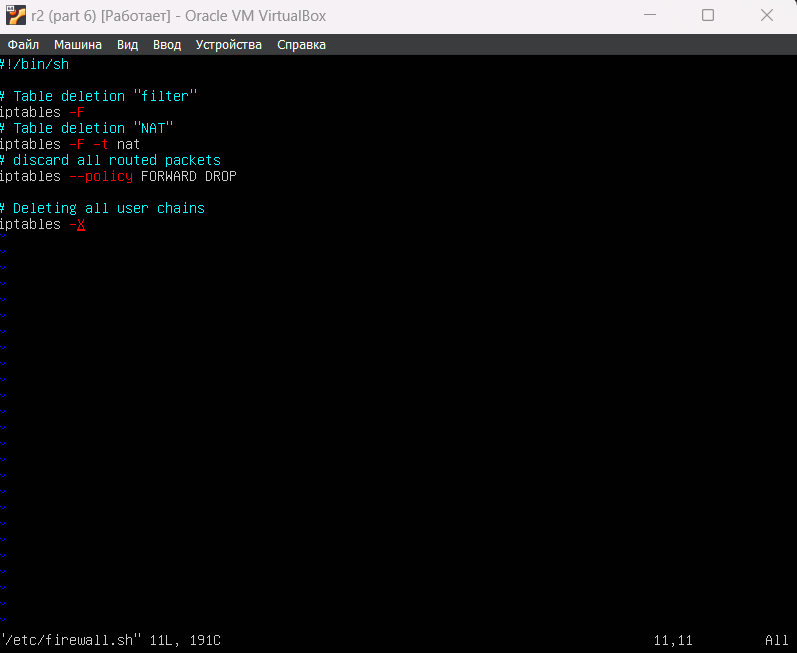 r2 (part 6) [Работает] - Oracle VM VirtualBox
Файл Машина Вид Ввод Устройства Справка
#!/bin/sh
# Table deletion "filter"
iptables -F
# Table deletion "NAT"
iptables -F -t nat
# discard all routed packets
iptables --policy FORWARD DROP
# Deleting all user chains
iptables -X
"/etc/firewall.sh" 11L, 191C 11,11 All